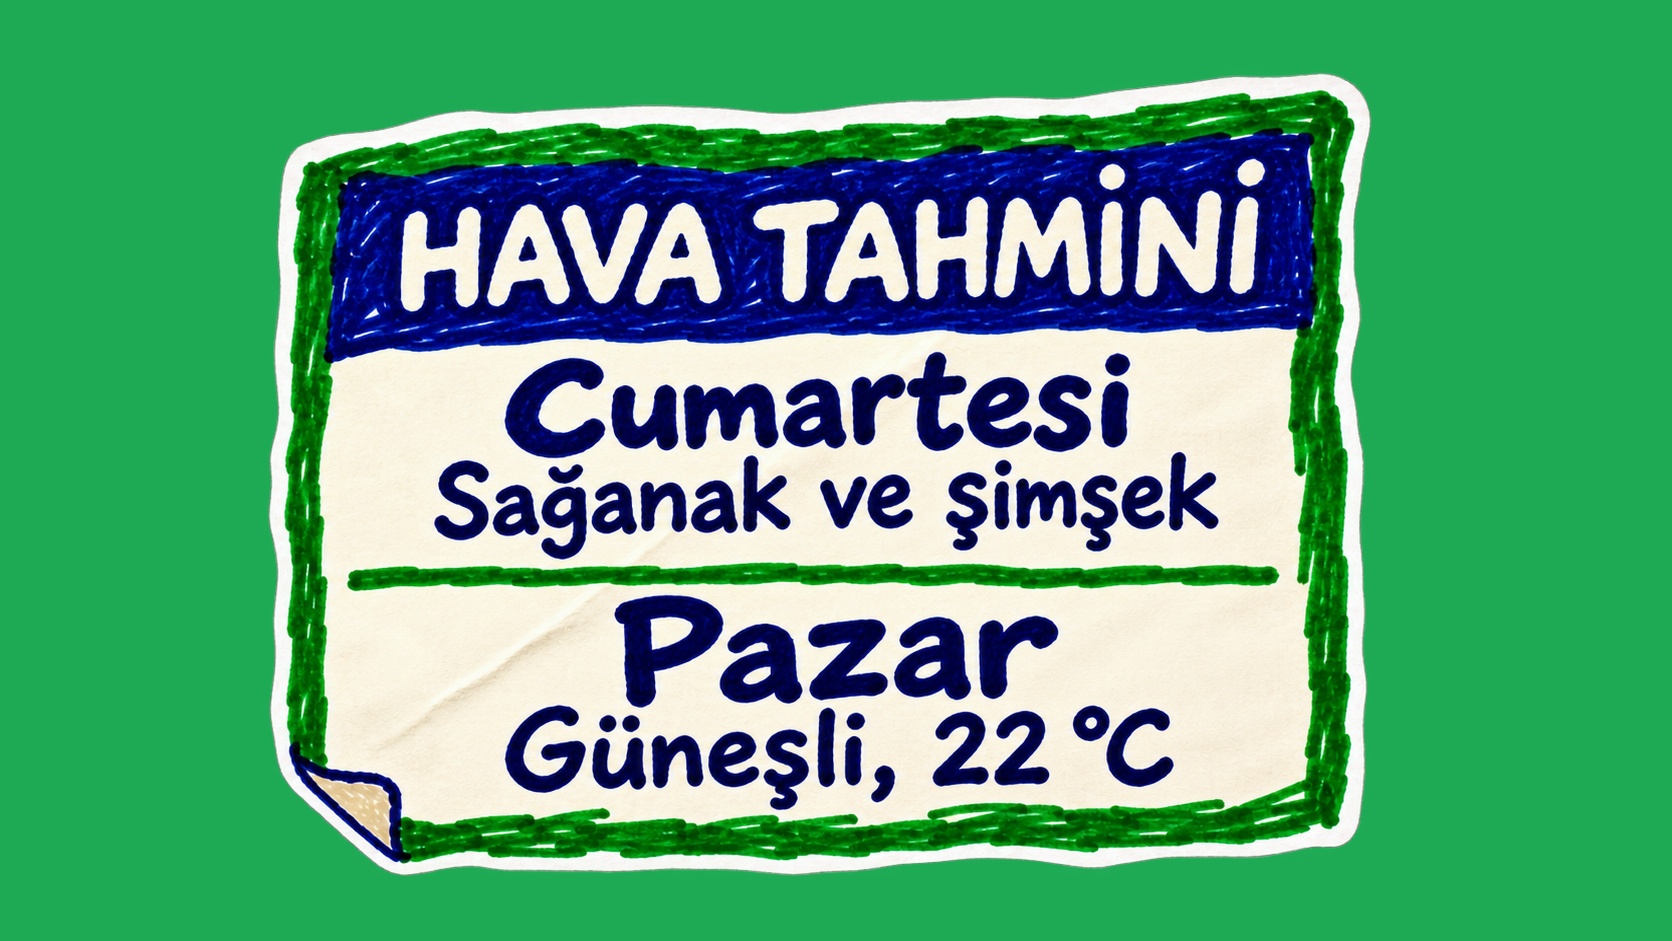 HAVA TAHMİNİ
Cumartesi
Sağanak ve şimşek
Pazar
Güneşli, 22 °C